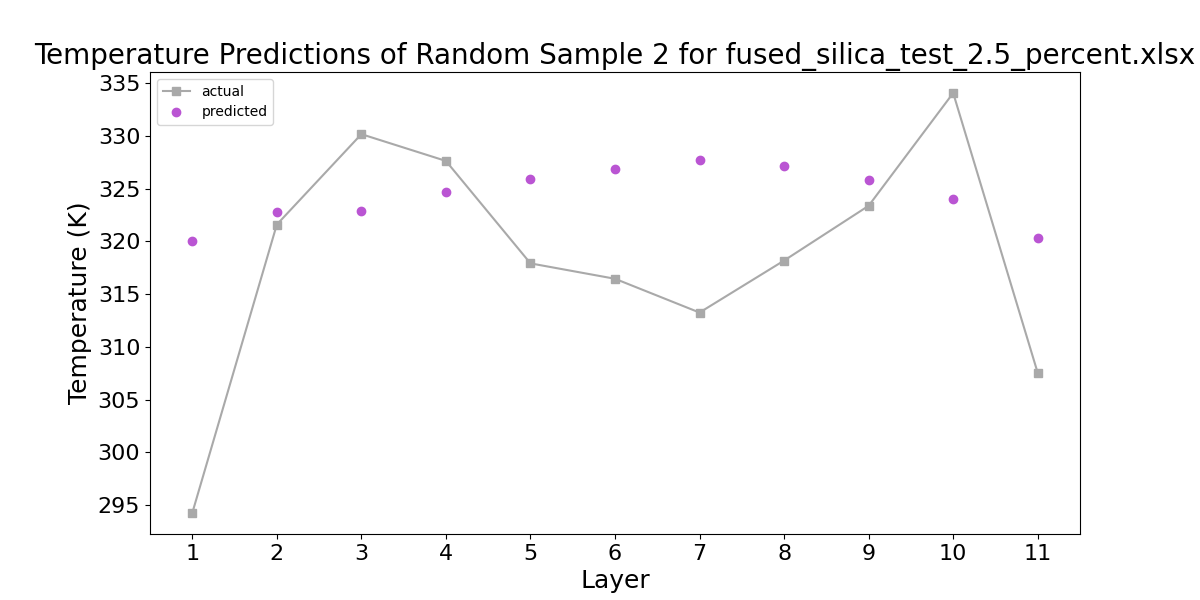 Temperature Predictions of Random Sample 2 for fused_silica_test_2.5_percent.xlsx
actual
predicted
335
330
325
320
315
310
305
300
295
Temperature (K)
1 2 3 4 5 6 7 8 9 10 11
Layer